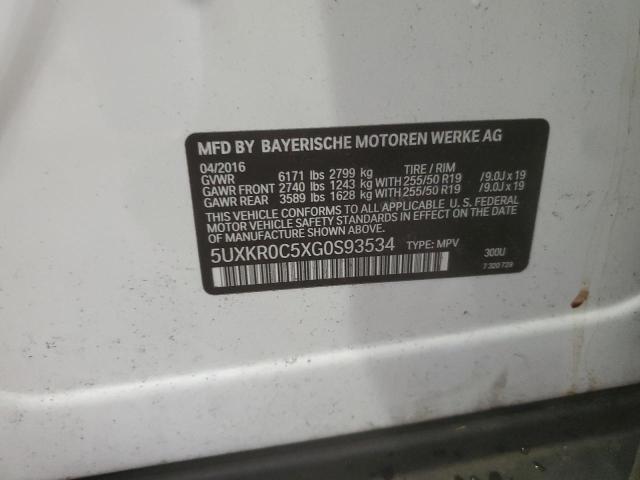 MFD BY BAYERISCHE MOTOREN WERKE AG
04/2016 TIRE / RIM
GVWR 6171 lbs 2799 kg
GAWR FRONT 2740 lbs 1243 kg WITH 255/50 R19 /9.0J x 19
GAWR REAR 3589 lbs 1628 kg WITH 255/50 R19 /9.0J x 19
THIS VEHICLE CONFORMS TO ALL APPLICABLE U.S. FEDERAL
MOTOR VEHICLE SAFETY STANDARDS IN EFFECT ON THE DATE
OF MANUFACTURE SHOWN ABOVE.
5UXKR0C5XG0S93534 TYPE: MPV
300U
7 320 729